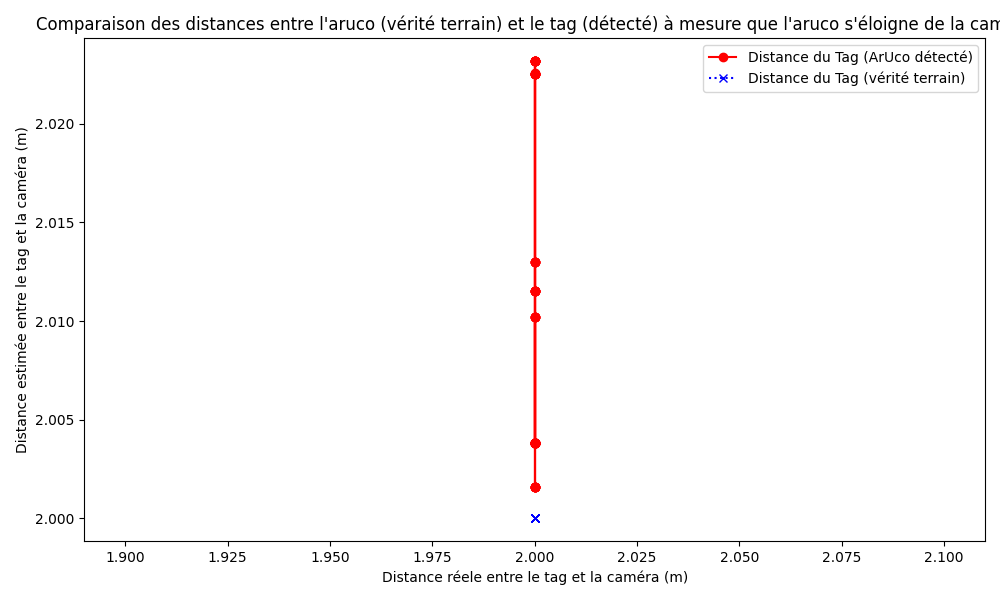 Comparaison des distances entre l'aruco (vérité terrain) et le tag (détecté) à mesure que l'aruco s'éloigne de la cam
Distance du Tag (ArUco détecté)
Distance du Tag (vérité terrain)
Distance estimée entre le tag et la caméra (m)
2.020
2.015
2.010
2.005
2.000
1.900 1.925 1.950 1.975 2.000 2.025 2.050 2.075 2.100
Distance réele entre le tag et la caméra (m)